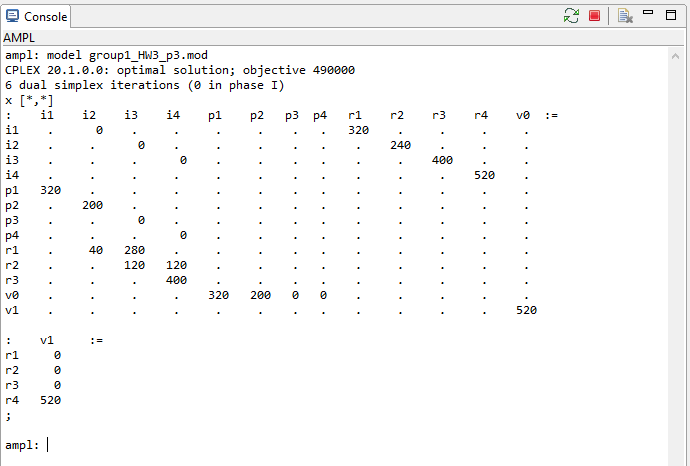 Console
AMPL
ampl: model group1_HW3_p3.mod
CPLEX 20.1.0.0: optimal solution; objective 490000
6 dual simplex iterations (0 in phase I)
x [*,*]
:    i1    i2    i3    i4    p1    p2   p3  p4   r1    r2    r3    r4    v0  :=
i1    .     0     .     .     .     .    .   .  320     .     .     .     .
i2    .     .     0     .     .     .    .   .    .   240     .     .     .
i3    .     .     .     0     .     .    .   .    .     .   400     .     .
i4    .     .     .     .     .     .    .   .    .     .     .   520     .
p1  320     .     .     .     .     .    .   .    .     .     .     .     .
p2    .   200     .     .     .     .    .   .    .     .     .     .     .
p3    .     .     0     .     .     .    .   .    .     .     .     .     .
p4    .     .     .     0     .     .    .   .    .     .     .     .     .
r1    .    40   280     .     .     .    .   .    .     .     .     .     .
r2    .     .   120   120     .     .    .   .    .     .     .     .     .
r3    .     .     .   400     .     .    .   .    .     .     .     .     .
v0    .     .     .     .   320   200    0   0    .     .     .     .     .
v1    .     .     .     .     .     .    .   .    .     .     .     .   520
:    v1     :=
r1     0
r2     0
r3     0
r4   520
;
ampl: